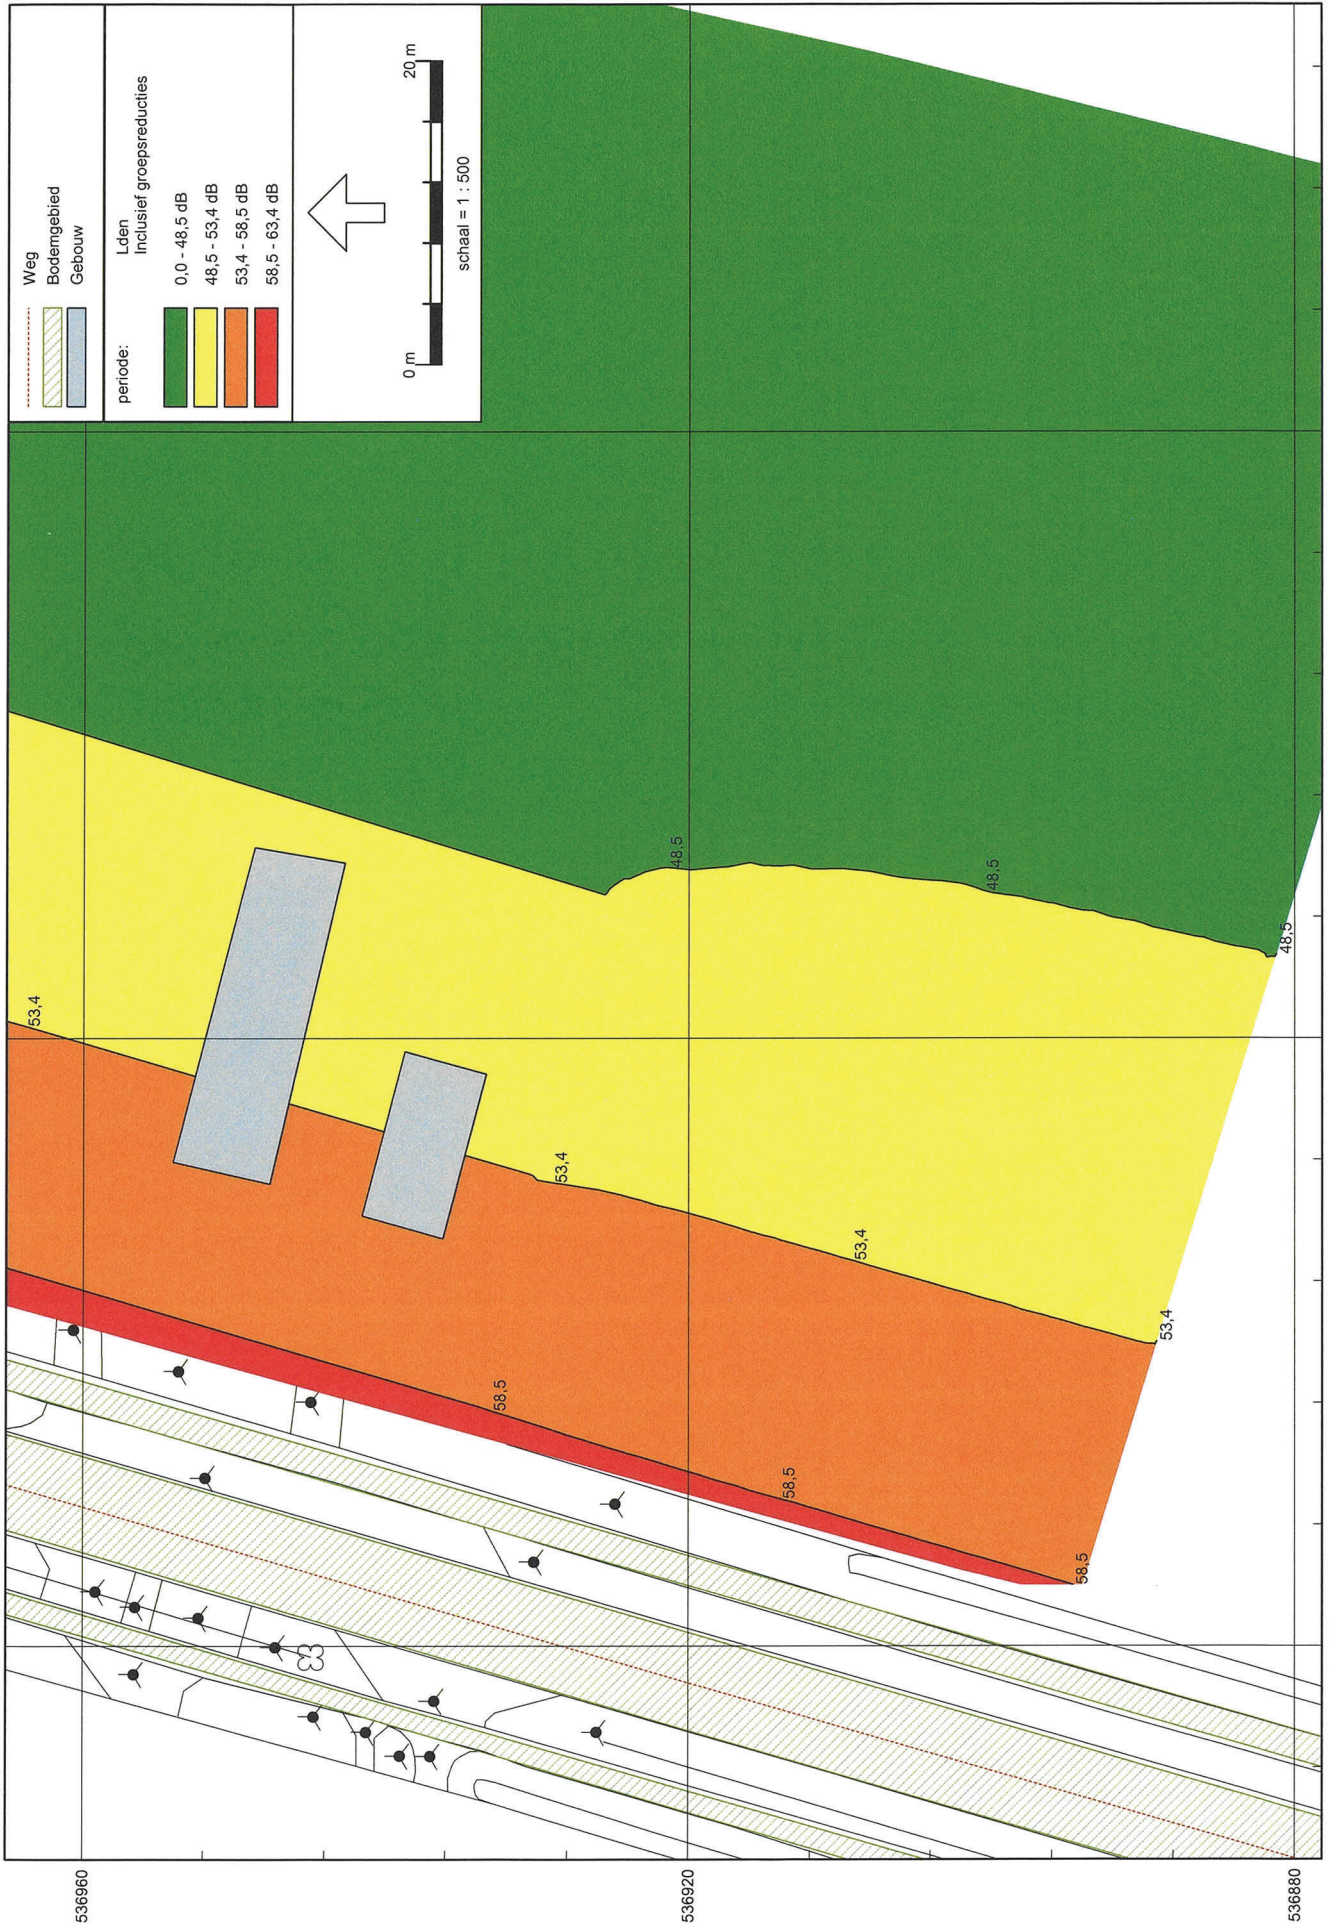 Weg
Bodemgebied
Gebouw
periode: Lden
Inclusief groepsreducties
0,0 - 48,5 dB
48,5 - 53,4 dB
53,4 - 58,5 dB
58,5 - 63,4 dB
0 m 20 m
schaal = 1 : 500
53,4
48,5
48,5
48,5
53,4
53,4
53,4
58,5
58,5
58,5
536960
536920
536880